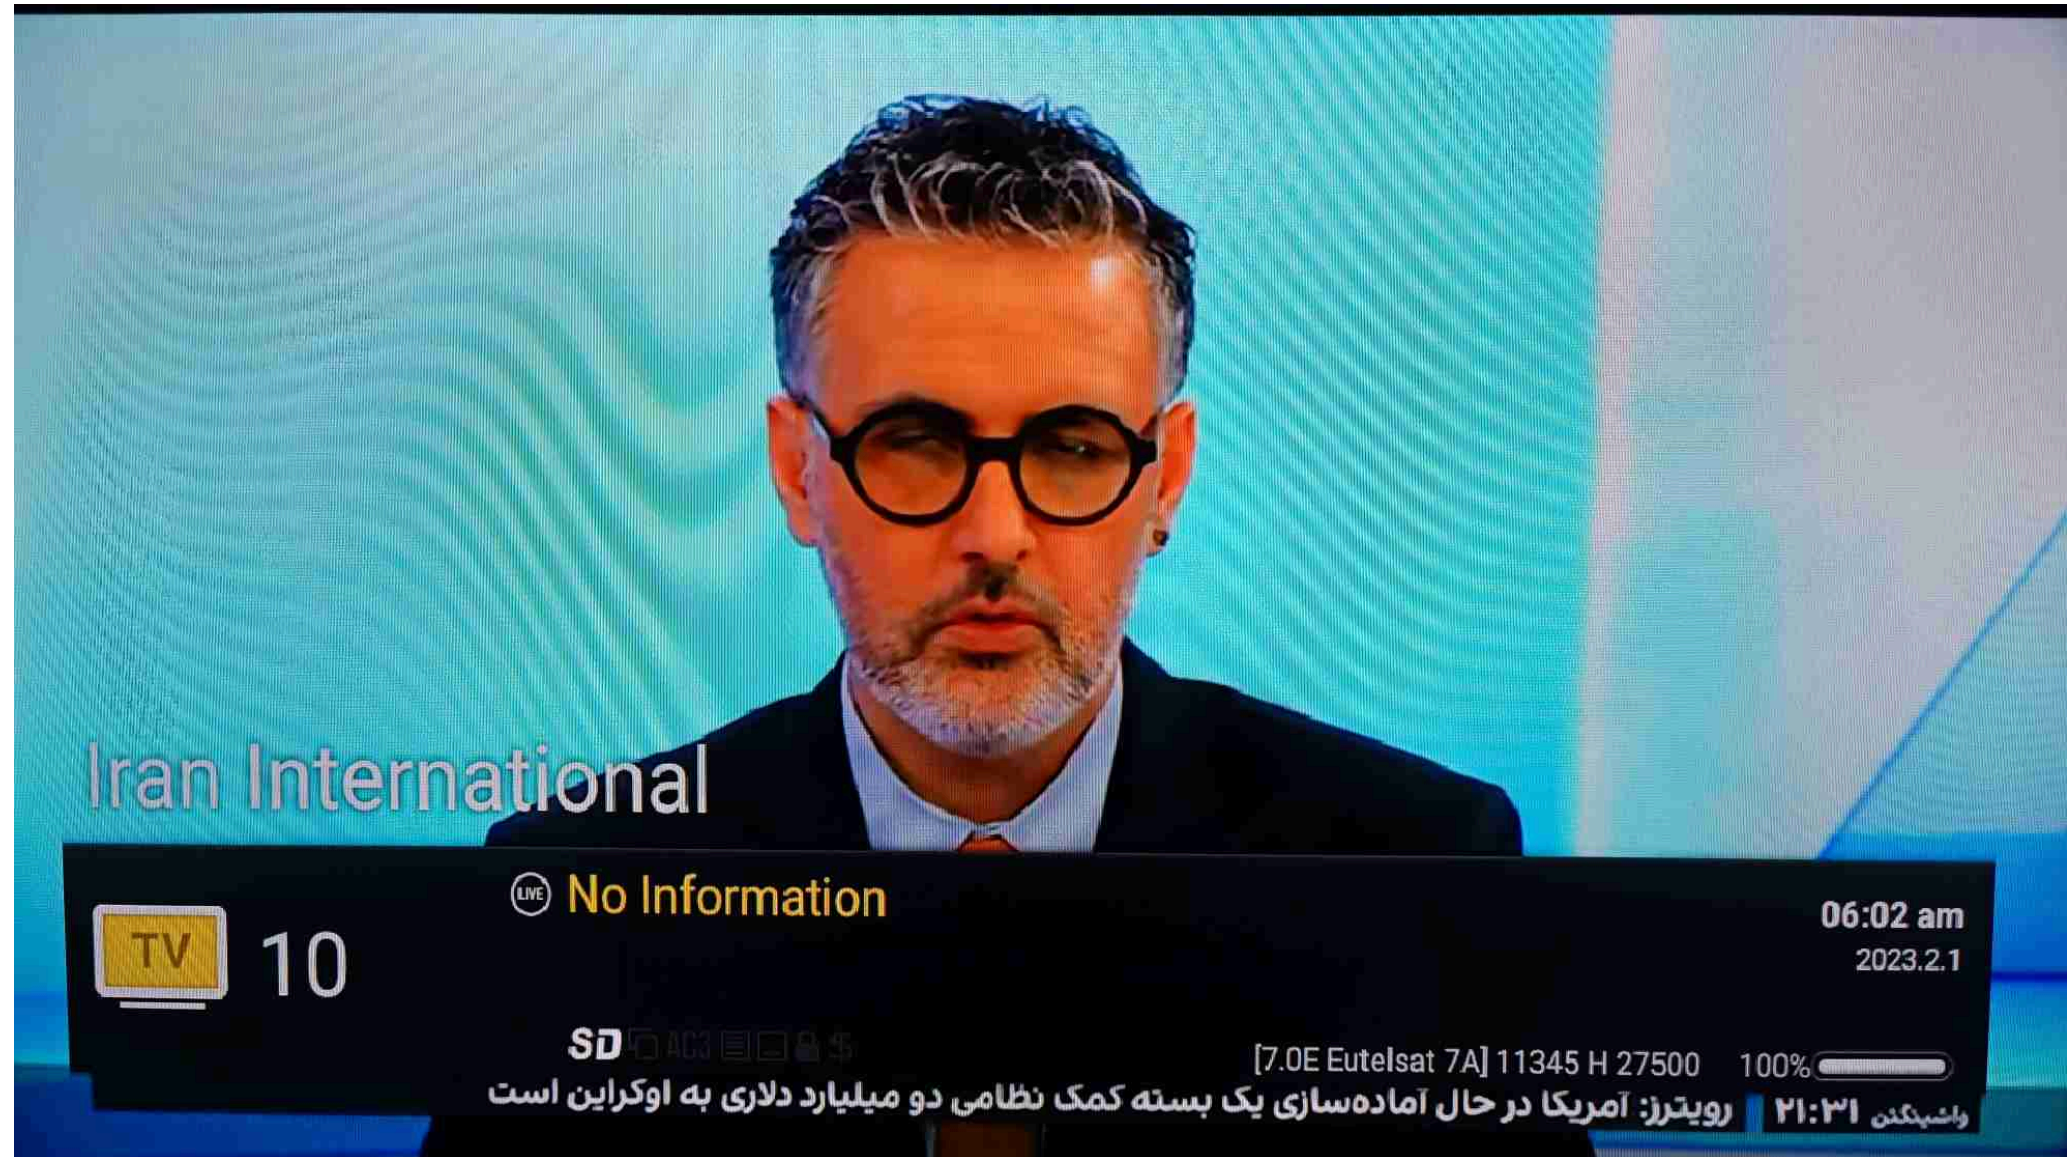 Iran International
LIVE No Information
TV 10
06:02 am
2023.2.1
SD AC3
[7.0E Eutelsat 7A] 11345 H 27500 100%
رویترز: آمریکا در حال آماده‌سازی یک بسته کمک نظامی دو میلیارد دلاری به اوکراین است
واشینگتن ۲۱:۳۱